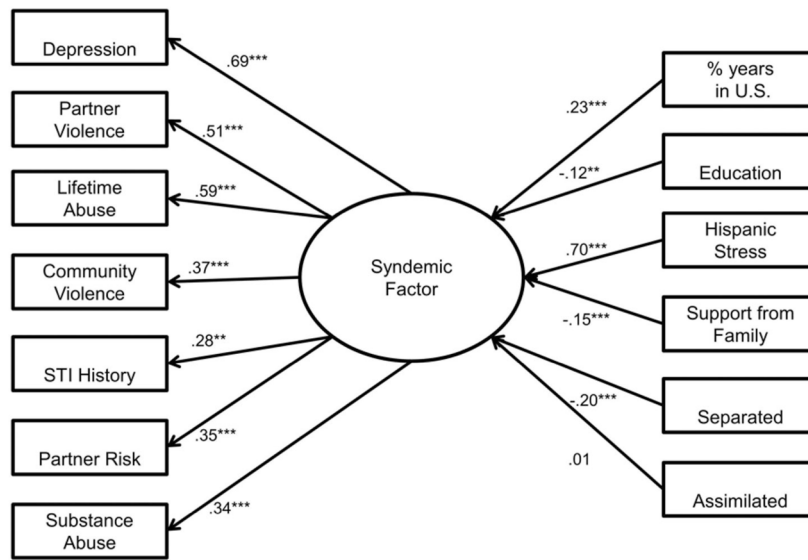 Depression
Partner
Violence
Lifetime
Abuse
Community
Violence
STI History
Partner Risk
Substance
Abuse
.69***
.51***
.59***
.37***
.28**
.35***
.34***
Syndemic
Factor
.23***
-.12**
.70***
-.15***
-.20***
.01
% years
in U.S.
Education
Hispanic
Stress
Support from
Family
Separated
Assimilated